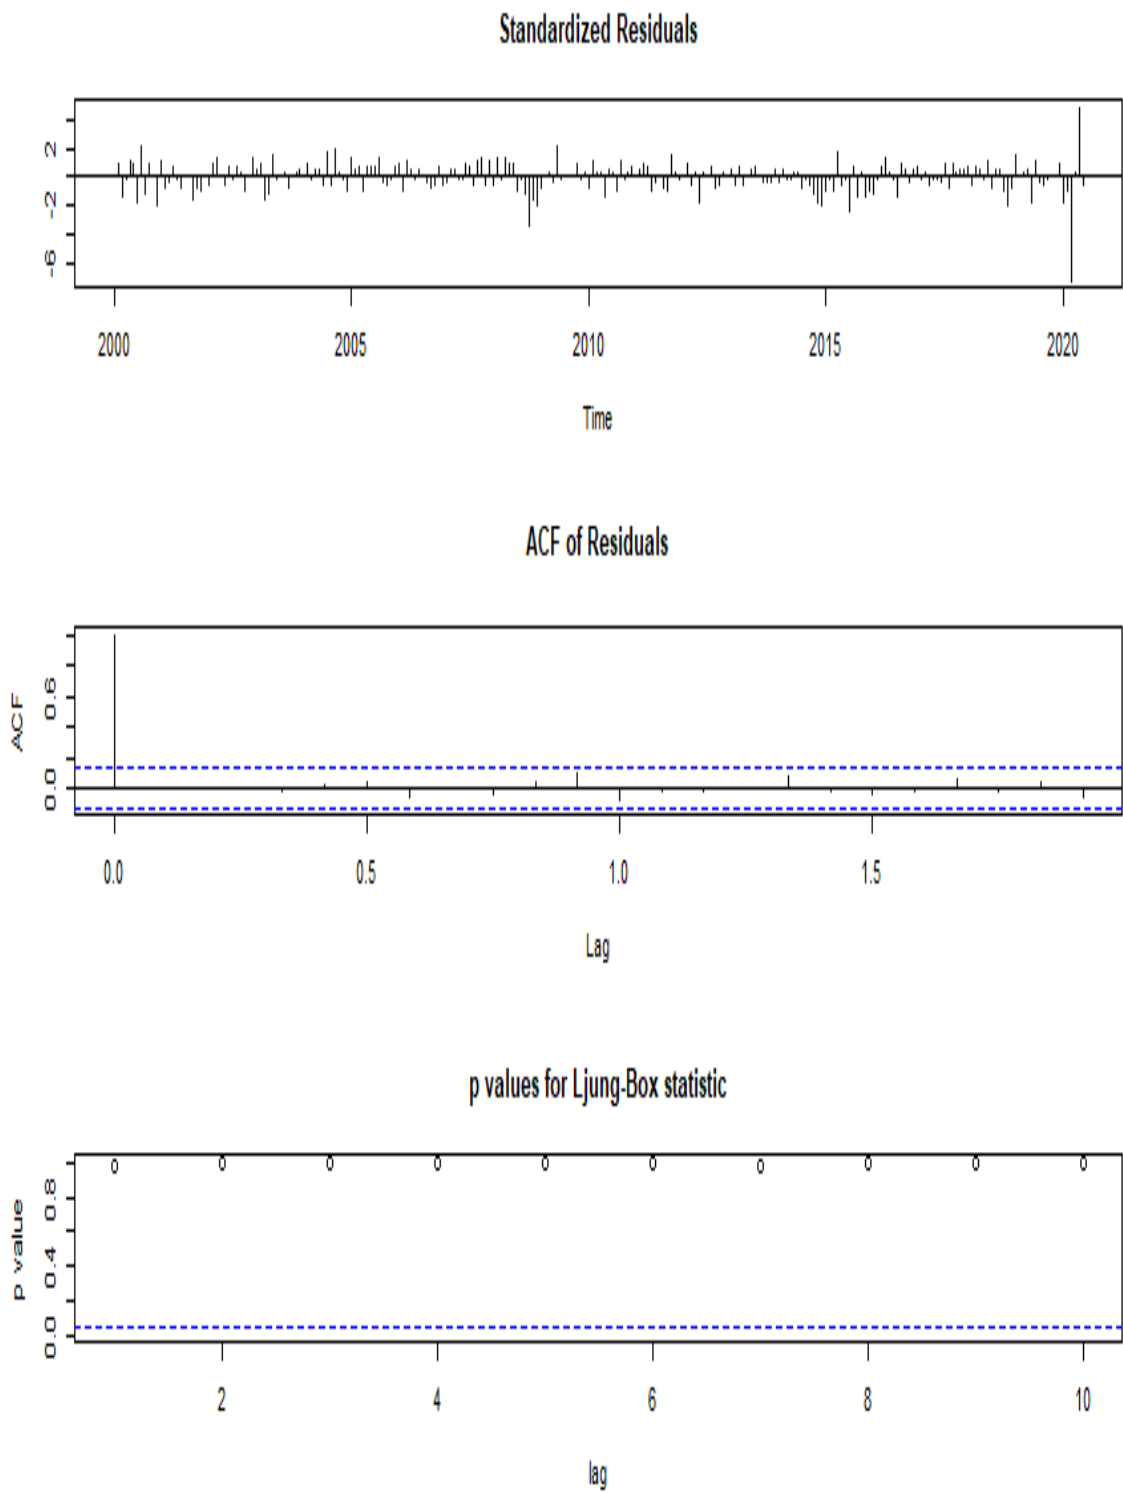 Standardized Residuals
2
-2
-6
2000 2005 2010 2015 2020
Time
ACF of Residuals
ACF
0.6
0.0
0.0 0.5 1.0 1.5
Lag
p values for Ljung-Box statistic
p value
0.8
0.4
0.0
2 4 6 8 10
lag